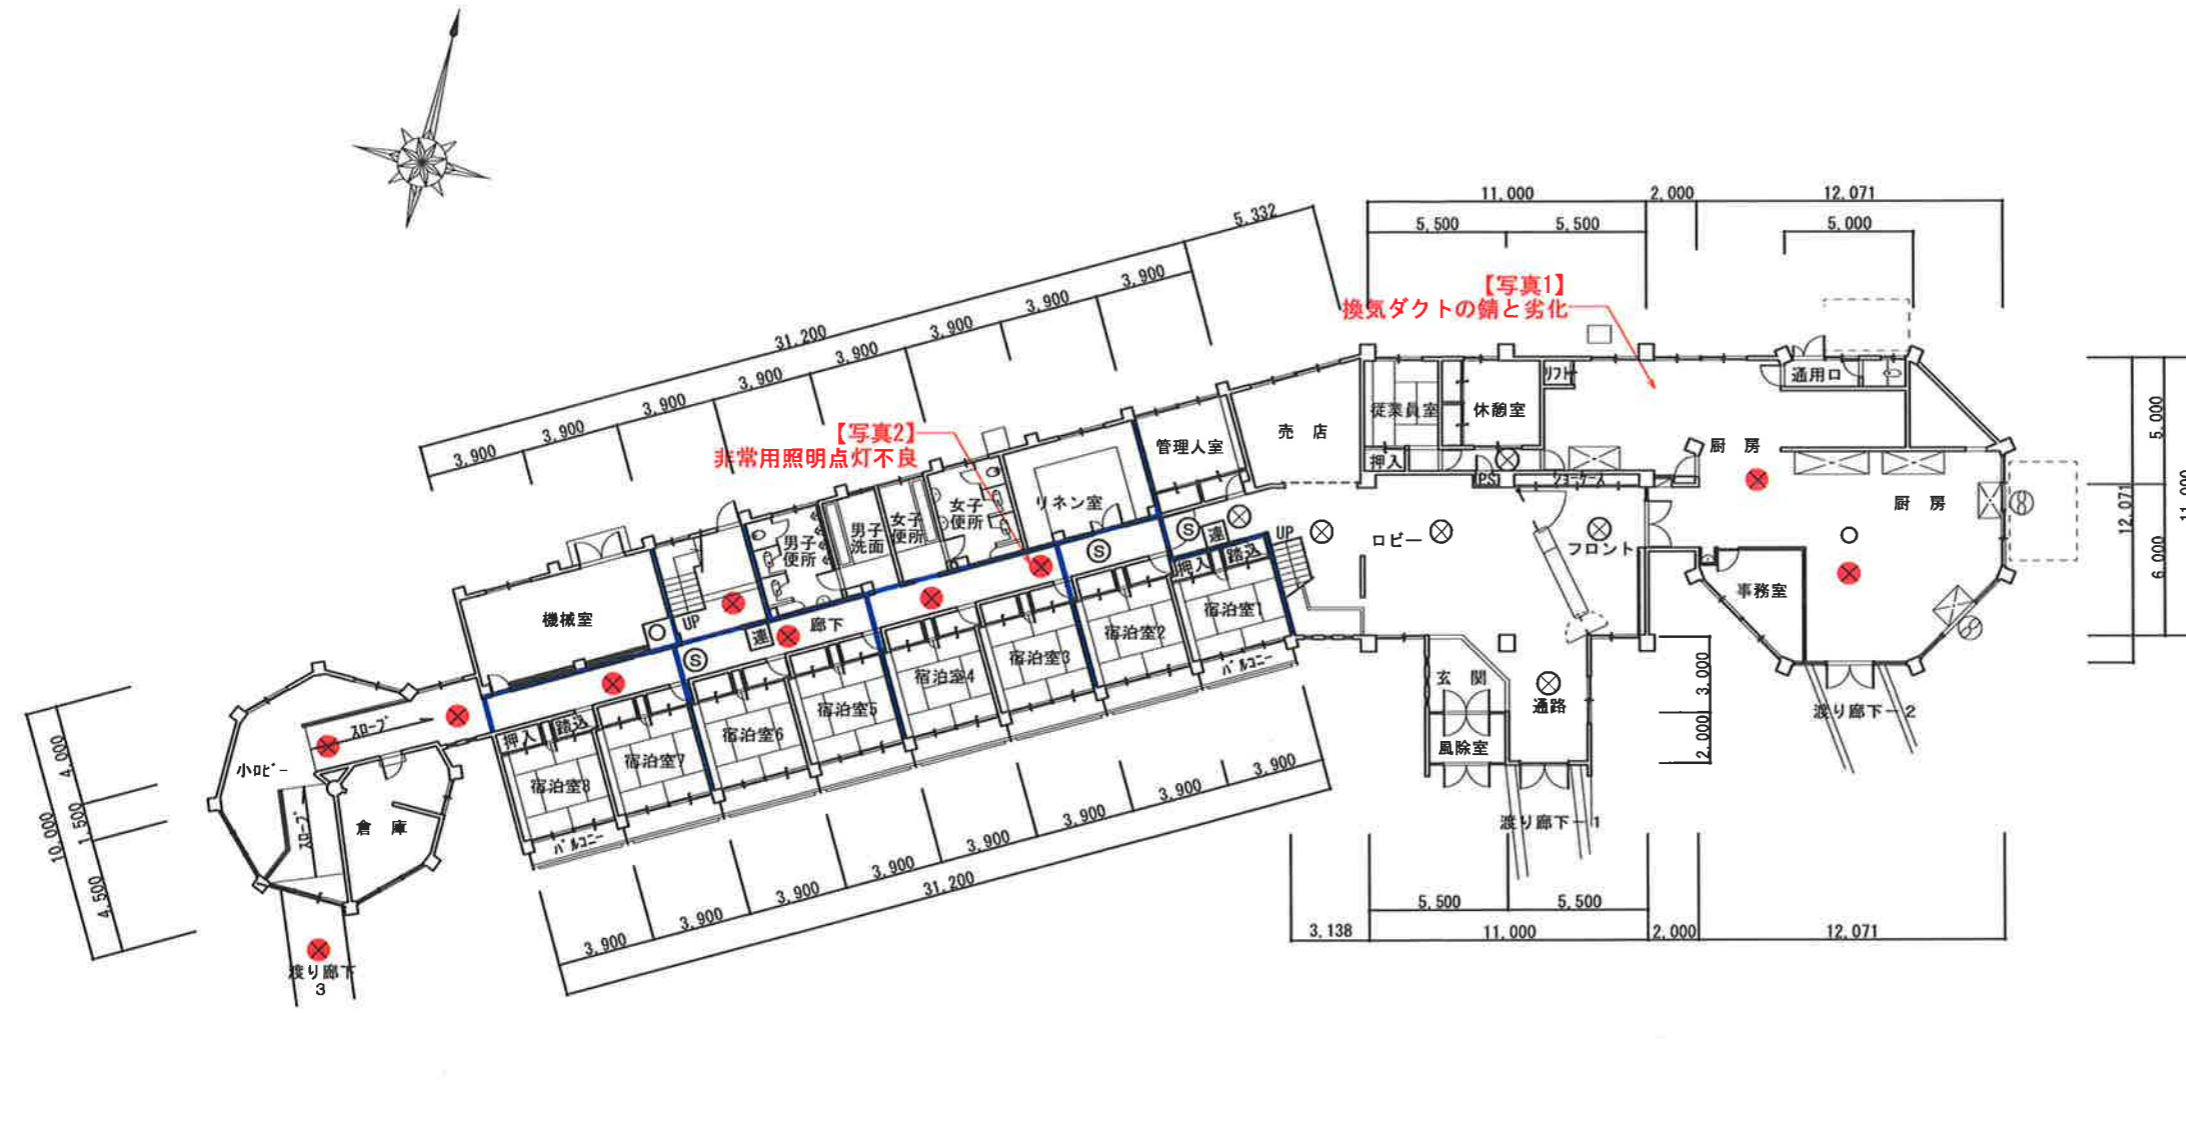 11,000
2,000
12,071
5,500
5,500
5,000
5,332
3,900
3,900
31,200
3,900
3,900
3,900
3,900
3,900
3,900
【写真1】
換気ダクトの錆と劣化
【写真2】
非常用照明点灯不良
通用口
リフト
従業員室
休憩室
売 店
管理人室
押入
PS
ショーケース
厨 房
厨 房
リネン室
女子
便所
女子
便所
男子
洗面
男子
便所
S
S
S
連
連
UP
UP
ロビー
フロント
事務室
機械室
廊下
押入
踏込
宿泊室1
宿泊室2
宿泊室3
宿泊室4
宿泊室5
宿泊室6
宿泊室7
宿泊室8
押入
踏込
バルコニー
バルコニー
玄 関
通路
風除室
渡り廊下-1
渡り廊下-2
小ロビー
スロープ
スロープ
倉 庫
渡り廊下
3
4,000
1,500
4,500
10,000
5,000
6,000
12,071
11,000
3,000
2,000
3,900
3,900
3,900
3,900
3,900
3,900
3,900
3,900
31,200
5,500
5,500
3,138
11,000
2,000
12,071